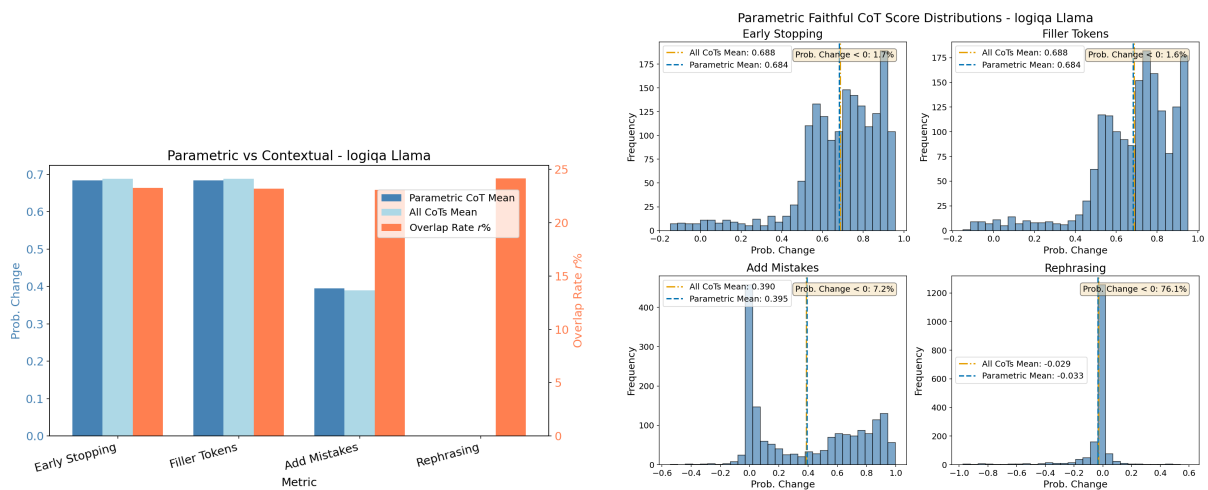 Parametric vs Contextual - logiqa Llama
0.7
0.6
0.5
0.4
0.3
0.2
0.1
0.0
Prob. Change
25
20
15
10
5
0
Overlap Rate r%
Parametric CoT Mean
All CoTs Mean
Overlap Rate r%
Early Stopping
Filler Tokens
Add Mistakes
Rephrasing
Metric
Parametric Faithful CoT Score Distributions - logiqa Llama
Early Stopping
All CoTs Mean: 0.688
Parametric Mean: 0.684
Prob. Change < 0: 1.7%
175
150
125
100
75
50
25
0
Frequency
−0.2 0.0 0.2 0.4 0.6 0.8 1.0
Prob. Change
Filler Tokens
All CoTs Mean: 0.688
Parametric Mean: 0.684
Prob. Change < 0: 1.6%
175
150
125
100
75
50
25
0
Frequency
−0.2 0.0 0.2 0.4 0.6 0.8 1.0
Prob. Change
Add Mistakes
All CoTs Mean: 0.390
Parametric Mean: 0.395
Prob. Change < 0: 7.2%
400
300
200
100
0
Frequency
−0.6 −0.4 −0.2 0.0 0.2 0.4 0.6 0.8 1.0
Prob. Change
Rephrasing
Prob. Change < 0: 76.1%
All CoTs Mean: -0.029
Parametric Mean: -0.033
1200
1000
800
600
400
200
0
Frequency
−1.0 −0.8 −0.6 −0.4 −0.2 0.0 0.2 0.4 0.6
Prob. Change